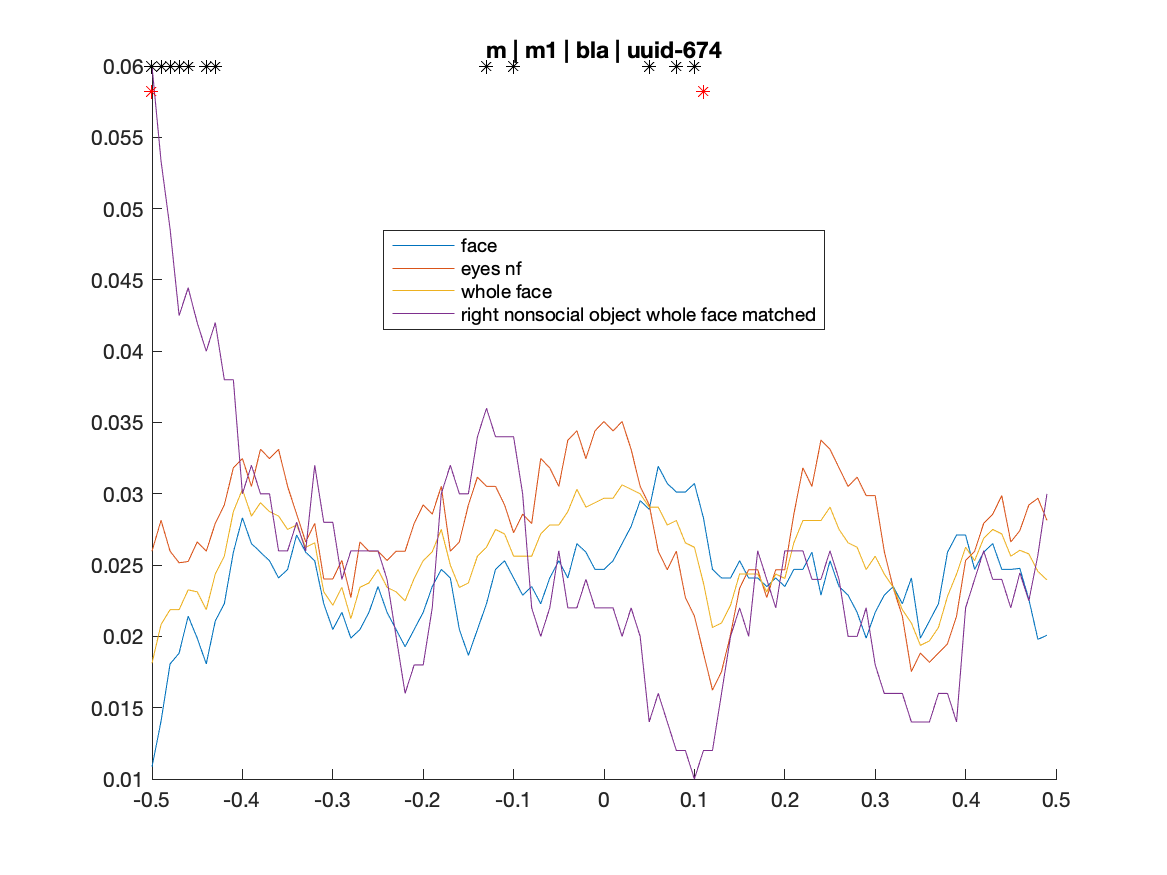 m | m1 | bla | uuid-674
0.06
0.055
0.05
0.045
0.04
0.035
0.03
0.025
0.02
0.015
0.01
face
eyes nf
whole face
right nonsocial object whole face matched
-0.5 -0.4 -0.3 -0.2 -0.1 0 0.1 0.2 0.3 0.4 0.5